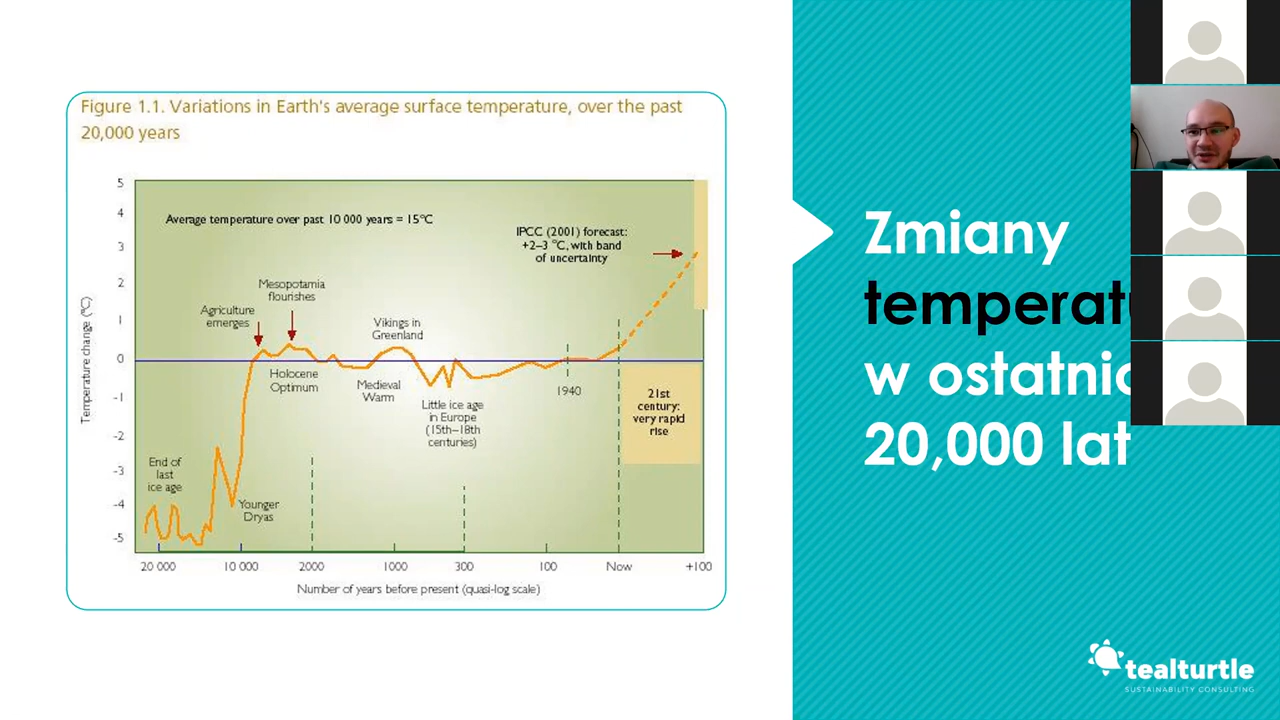 Figure 1.1. Variations in Earth's average surface temperature, over the past
20,000 years
5
4
3
2
1
0
-1
-2
-3
-4
-5
Temperature change (°C)
Average temperature over past 10 000 years = 15°C
IPCC (2001) forecast:
+2–3 °C, with band
of uncertainty
Mesopotamia
flourishes
Agriculture
emerges
Vikings in
Greenland
Holocene
Optimum
Medieval
Warm
Little ice age
in Europe
(15th–18th
centuries)
1940
21st
century:
very rapid
rise
End of
last
ice age
Younger
Dryas
20 000
10 000
2000
1000
300
100
Now
+100
Number of years before present (quasi-log scale)
Zmiany
w
20,000 lat
tealturtle
SUSTAINABILITY CONSULTING